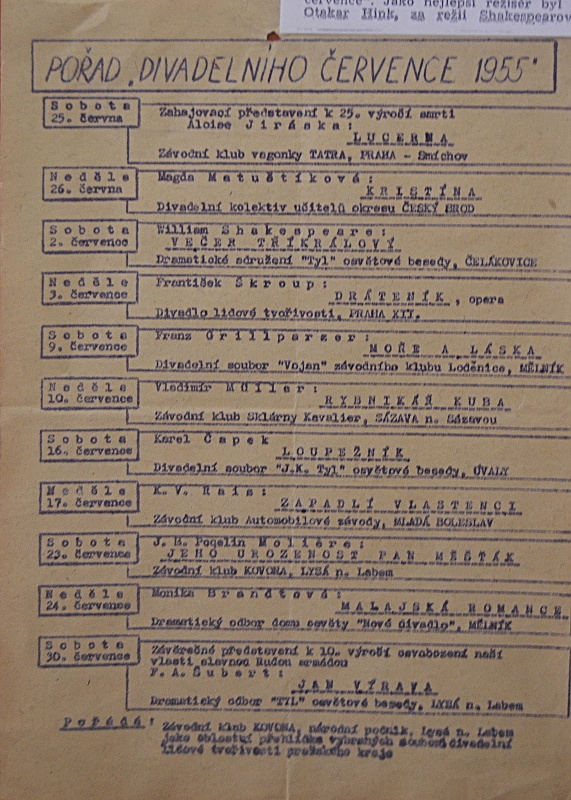 července". Jako nejlepší režisér byl
Otakar Hink, za režii Shakespearov
POŘAD „DIVADELNÍHO ČERVENCE 1955"
Sobota
25. června
Zahajovací představení k 25. výročí smrti
Aloise Jiráska:
LUCERNA
Závodní klub vagonky TATRA, PRAHA - Smíchov
Neděle
26. června
Magda Matuštíková:
KRISTÍNA
Divadelní kolektiv učitelů okresu ČESKÝ BROD
Sobota
2. července
William Shakespeare:
VEČER TŘÍKRÁLOVÝ
Dramatické sdružení "Tyl" osvětové besedy, ČELÁKOVICE
Neděle
3. července
František Škroup:
DRÁTENÍK, opera
Divadlo lidové tvořivosti, PRAHA XII.
Sobota
9. července
Franz Grillparzer:
MOŘE A LÁSKA
Divadelní soubor "Vojan" závodního klubu Loděnice, MĚLNÍK
Neděle
10. července
Vladimír Müller:
RYBNIKÁŘ KUBA
Závodní klub Sklárny Kavalier, SÁZAVA n. Sázavou
Sobota
16. července
Karel Čapek
LOUPEŽNÍK
Divadelní soubor "J.K. Tyl" osvětové besedy, ÚVALY
Neděle
17. července
K. V. Rais:
ZAPADLÍ VLASTENCI
Závodní klub Automobilové závody, MLADÁ BOLESLAV
Sobota
23. července
J. B. Poqelin Moliére:
JEHO UROZENOST PAN MĚŠŤÁK
Závodní klub KOVONA, LYSÁ n. Labem
Neděle
24. července
Monika Brandtová:
MALAJSKÁ ROMANCE
Dramatický odbor domu osvěty "Nové divadlo", MĚLNÍK
Sobota
30. července
Závěrečné představení k 10. výročí osvobození naší
vlasti slavnou Rudou armádou
F. A. Šubert:
JAN VÝRAVA
Dramatický odbor "TYL" osvětové besedy, LYSÁ n. Labem
Pořádá:
Závodní klub KOVONA, národní podnik, Lysá n. Labem
jako oblastní přehlídku vybraných souborů divadelní
lidové tvořivosti pražského kraje